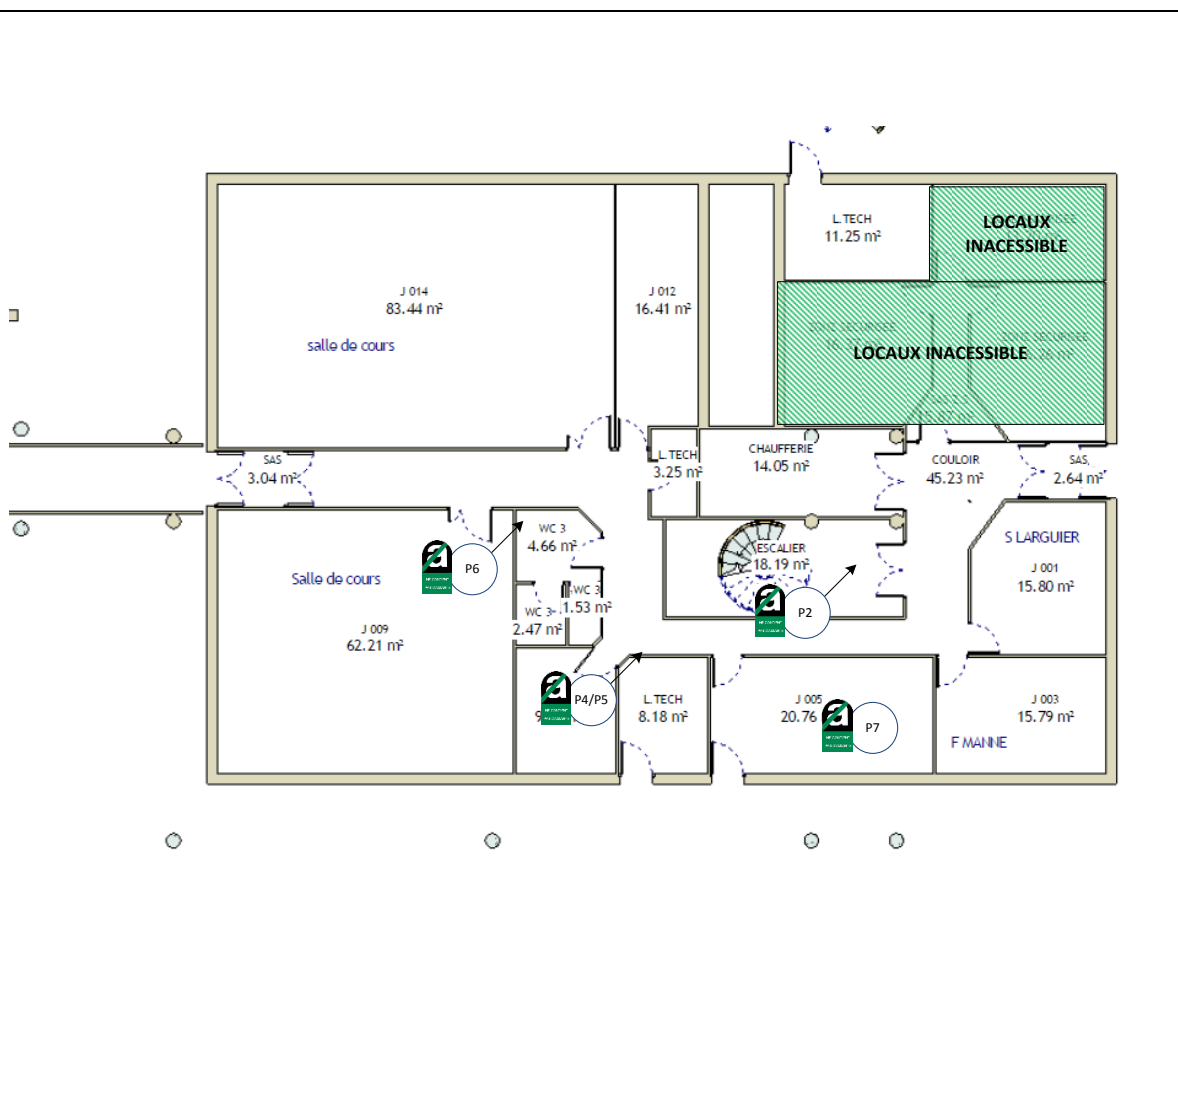 L.TECH
11.25 m²
LOCAUX
INACESSIBLE
J 014
83.44 m²
salle de cours
J 012
16.41 m²
ZONE SECURISEE
ZONE SECURISEE
LOCAUX INACESSIBLE
SAS
3.04 m²
L.TECH
3.25 m²
CHAUFFERIE
14.05 m²
COULOIR
45.23 m²
SAS,
2.64 m²
WC 3
4.66 m²
ESCALIER
18.19 m²
S LARGUIER
J 001
15.80 m²
P6
Salle de cours
WC 3
1.53 m²
WC 3
2.47 m²
P2
J 009
62.21 m²
P4/P5
L.TECH
8.18 m²
J 005
20.76
P7
J 003
15.79 m²
F MANNE